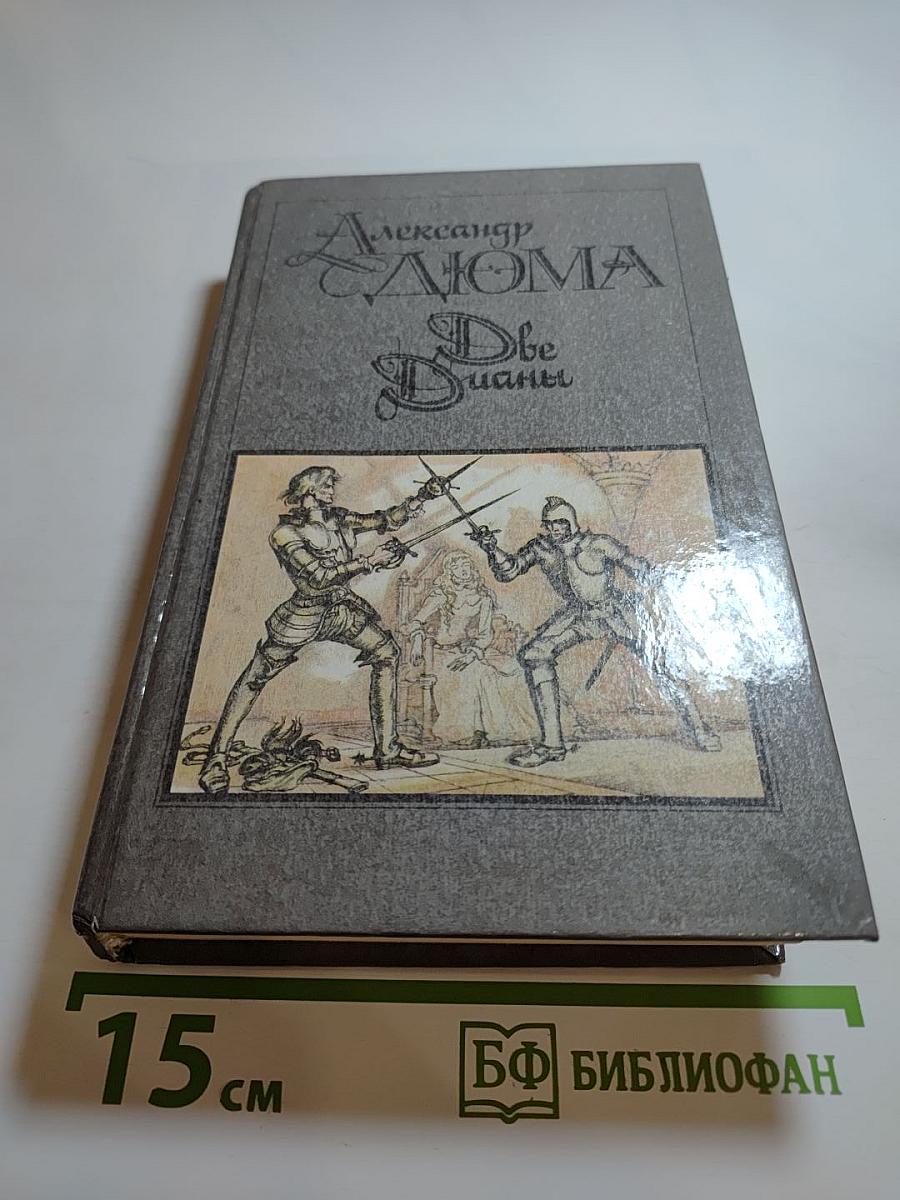 Александр
ДЮМА
Две
Дианы
15 см
БФ БИБЛИОФАН